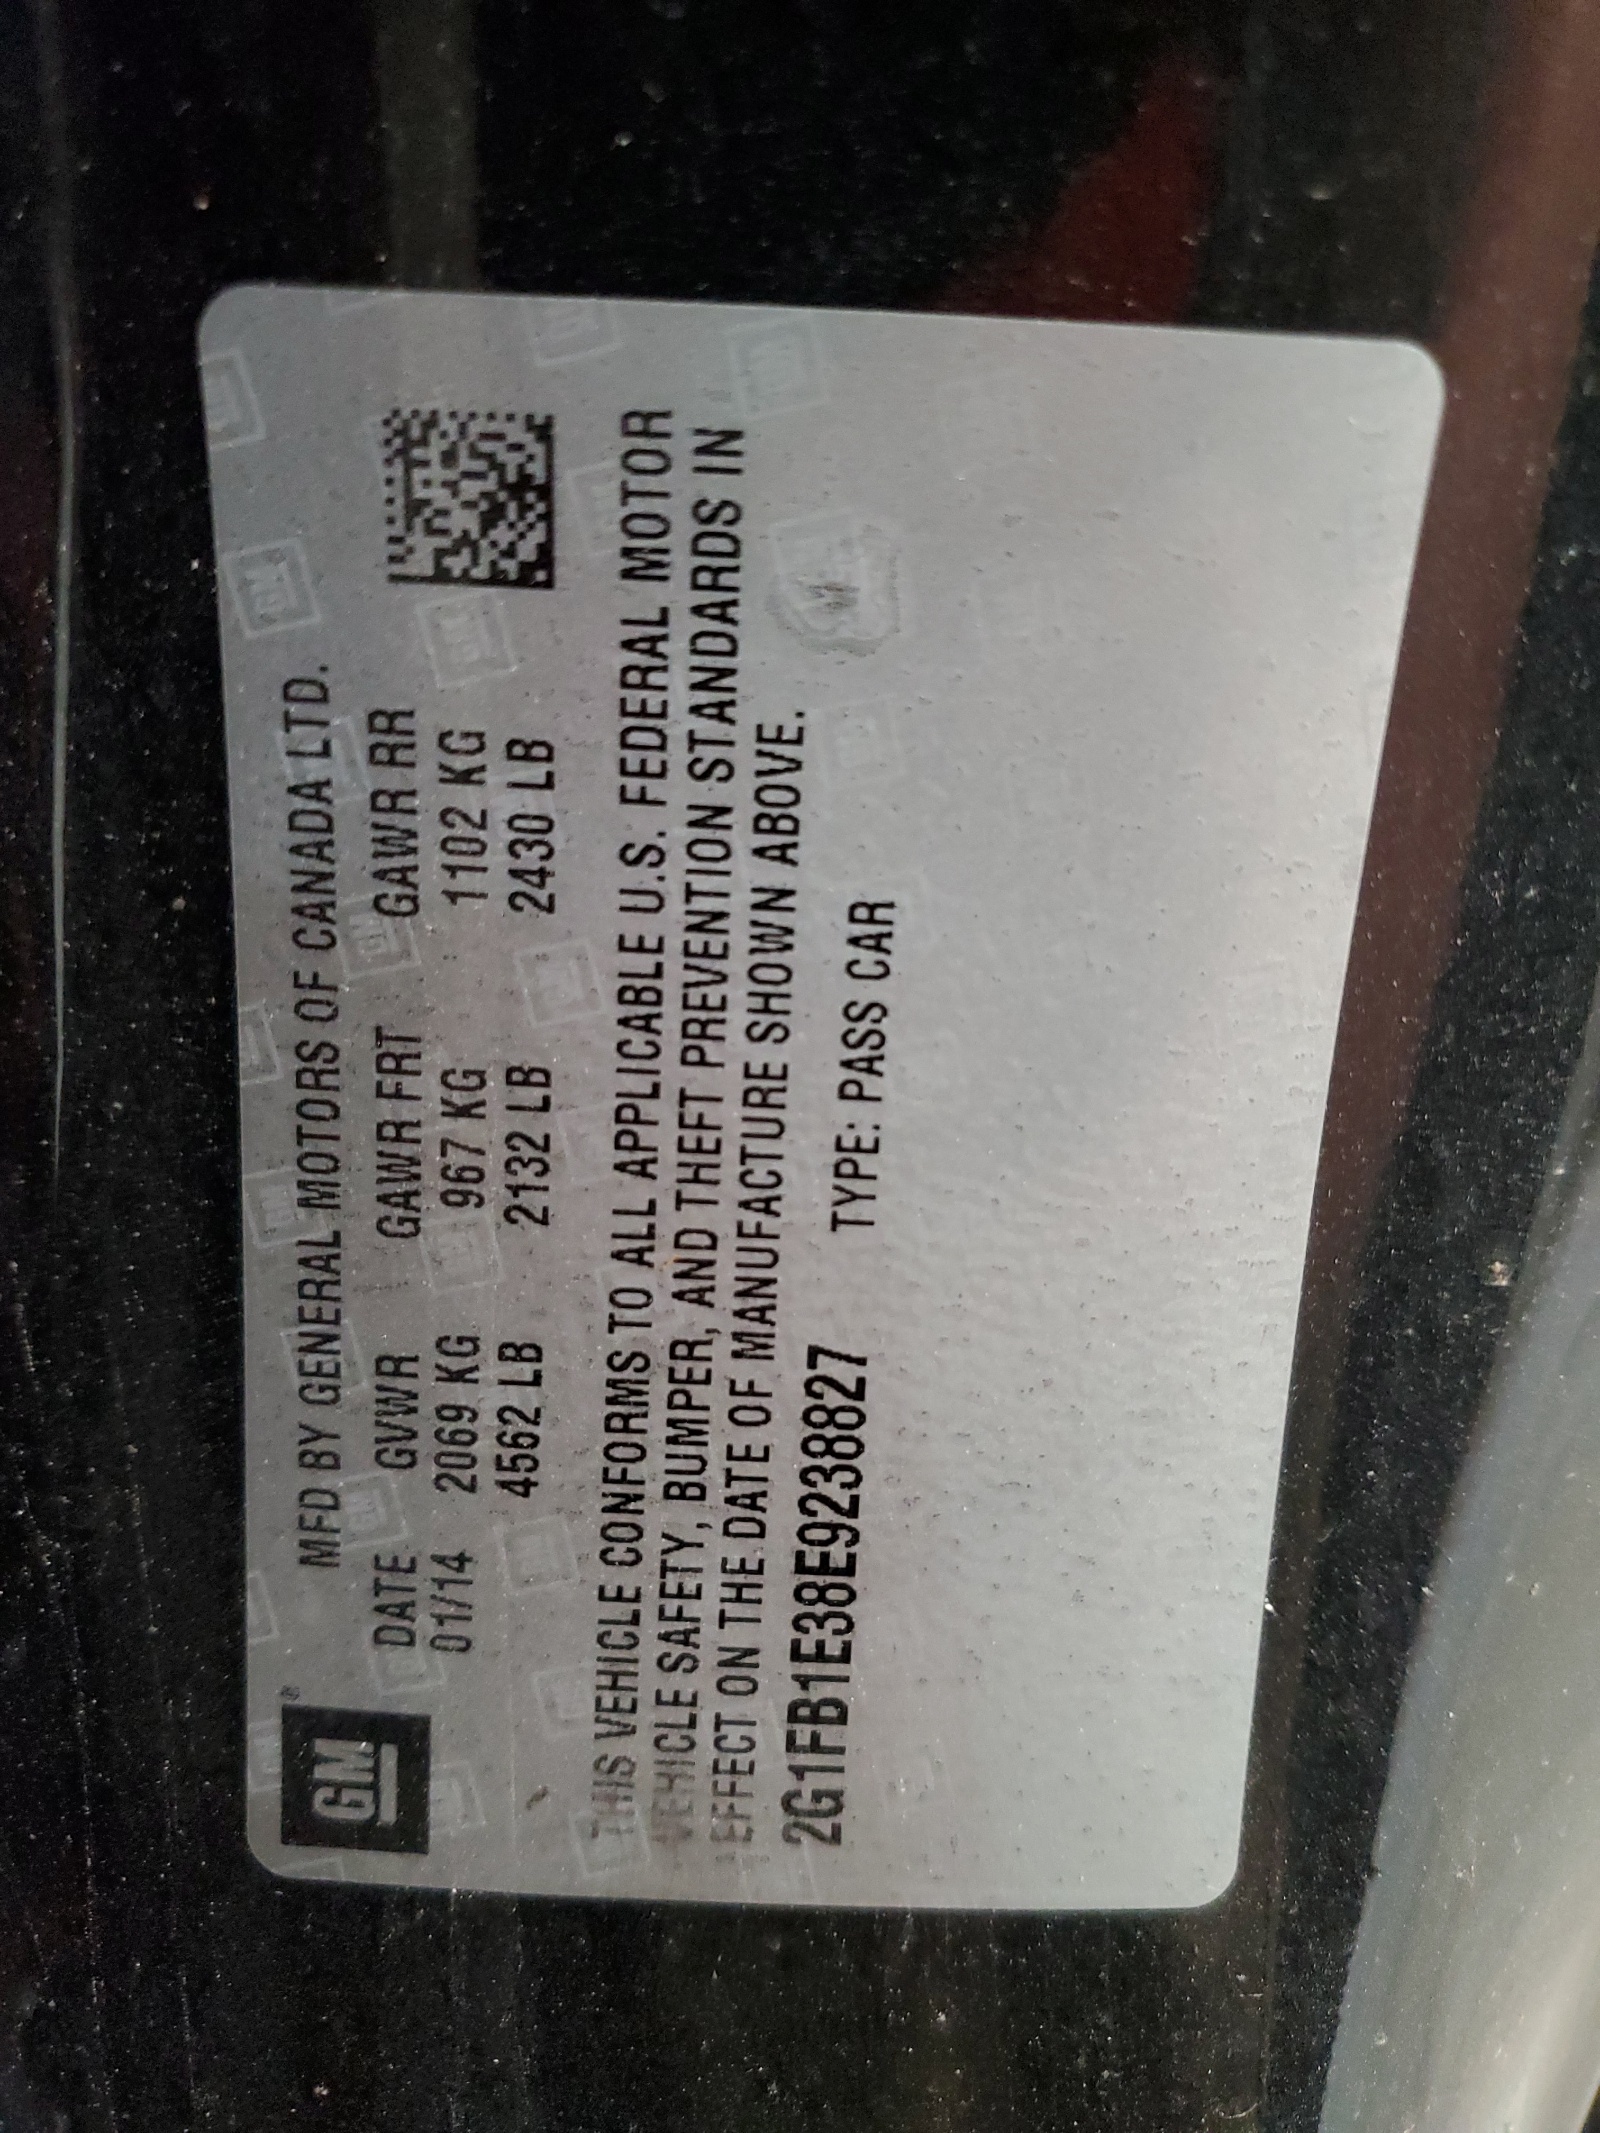 GM®
MFD BY GENERAL MOTORS OF CANADA LTD.
DATE GVWR GAWR FRT GAWR RR
01/14 2069 KG 967 KG 1102 KG
4562 LB 2132 LB 2430 LB
THIS VEHICLE CONFORMS TO ALL APPLICABLE U.S. FEDERAL MOTOR
VEHICLE SAFETY, BUMPER, AND THEFT PREVENTION STANDARDS IN
EFFECT ON THE DATE OF MANUFACTURE SHOWN ABOVE.
2G1FB1E38E9238827 TYPE: PASS CAR